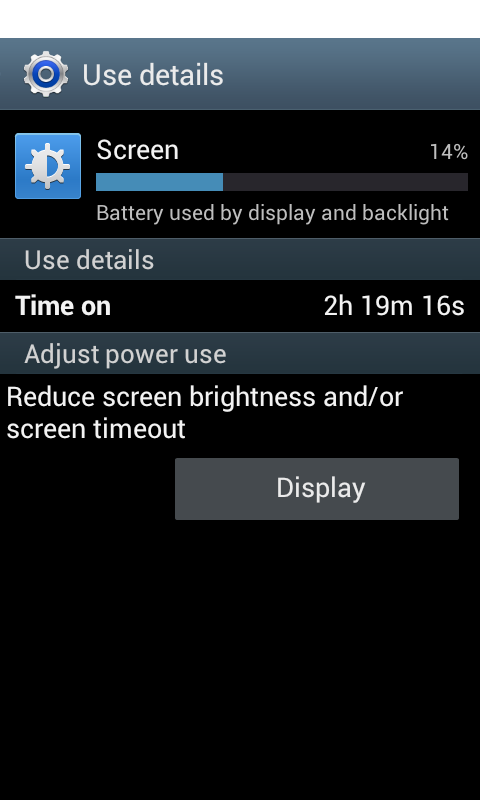 Use details
Screen 14%
Battery used by display and backlight
Use details
Time on 2h 19m 16s
Adjust power use
Reduce screen brightness and/or
screen timeout
Display